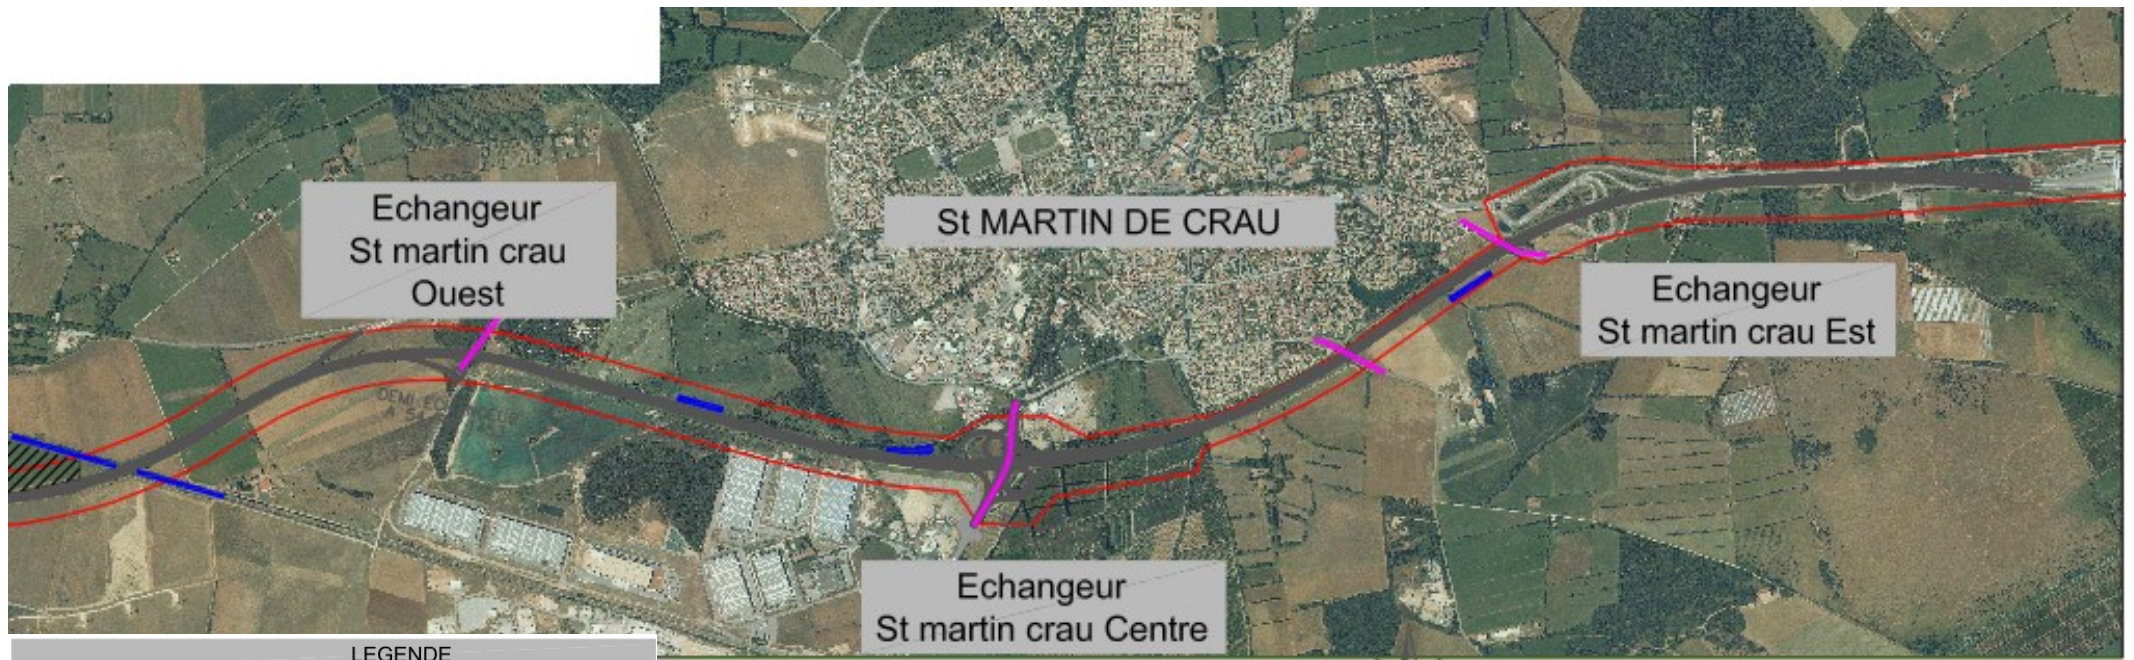 Echangeur
St martin crau
Ouest
St MARTIN DE CRAU
Echangeur
St martin crau Est
Echangeur
St martin crau Centre
LEGENDE